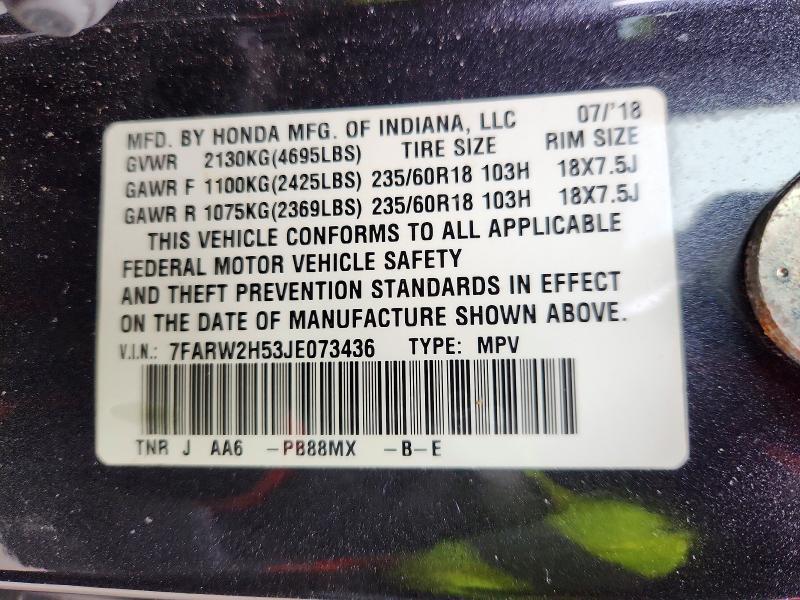 MFD. BY HONDA MFG. OF INDIANA, LLC 07/'18
GVWR 2130KG(4695LBS) TIRE SIZE RIM SIZE
GAWR F 1100KG(2425LBS) 235/60R18 103H 18X7.5J
GAWR R 1075KG(2369LBS) 235/60R18 103H 18X7.5J
THIS VEHICLE CONFORMS TO ALL APPLICABLE
FEDERAL MOTOR VEHICLE SAFETY
AND THEFT PREVENTION STANDARDS IN EFFECT
ON THE DATE OF MANUFACTURE SHOWN ABOVE.
V.I.N.: 7FARW2H53JE073436 TYPE: MPV
TNR J AA6 -PB88MX -B-E